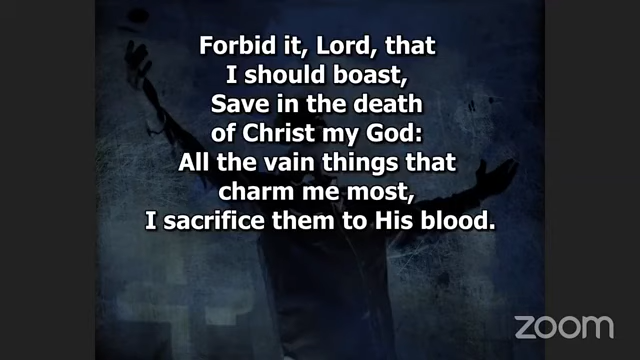 Forbid it, Lord, that
I should boast,
Save in the death
of Christ my God:
All the vain things that
charm me most,
I sacrifice them to His blood.
zoom